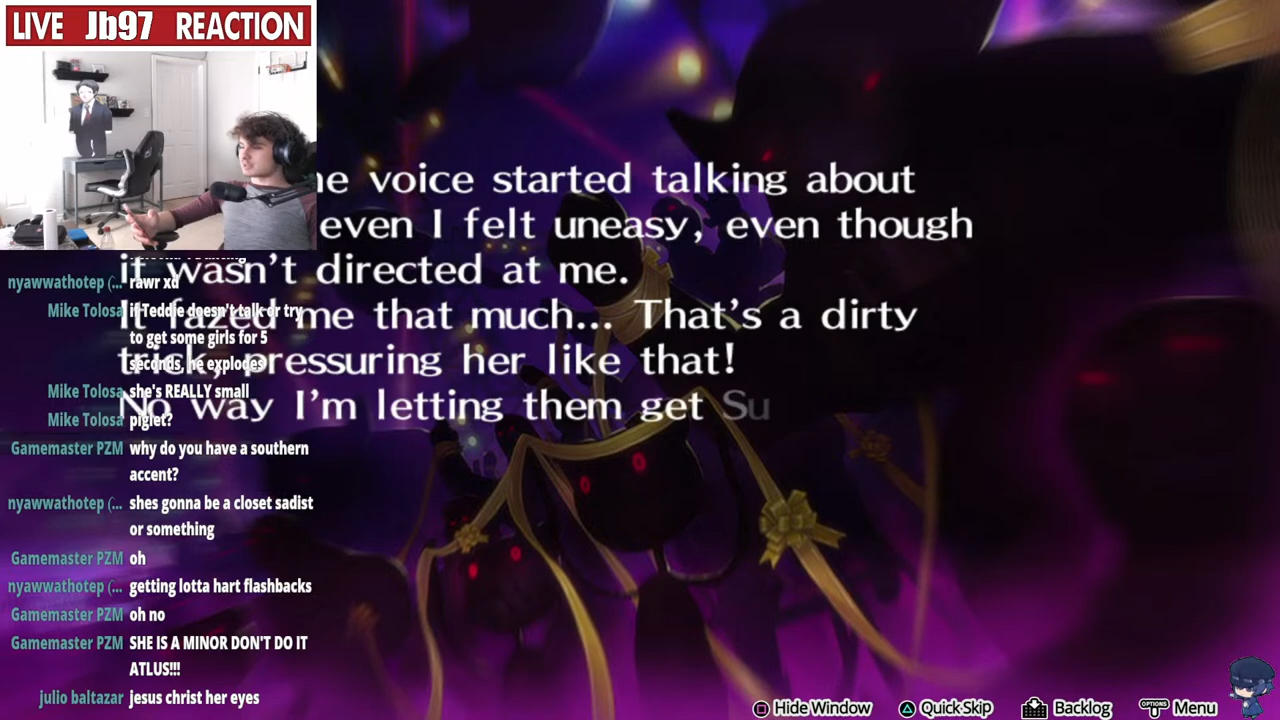 LIVE Jb97 REACTION
he voice started talking about
even I felt uneasy, even though
it wasn't directed at me.
It fazed me that much... That's a dirty
trick, pressuring her like that!
No way I'm letting them get Su
nyawwathotep (... rawr xd
Mike Tolosa if Teddie doesn't talk or try
to get some girls for 5
seconds, he explodes
Mike Tolosa she's REALLY small
Mike Tolosa piglet?
Gamemaster PZM why do you have a southern
accent?
nyawwathotep (... shes gonna be a closet sadist
or something
Gamemaster PZM oh
nyawwathotep (... getting lotta hart flashbacks
Gamemaster PZM oh no
Gamemaster PZM SHE IS A MINOR DON'T DO IT
ATLUS!!!
julio baltazar jesus christ her eyes
Hide Window Quick Skip Backlog OPTIONS Menu